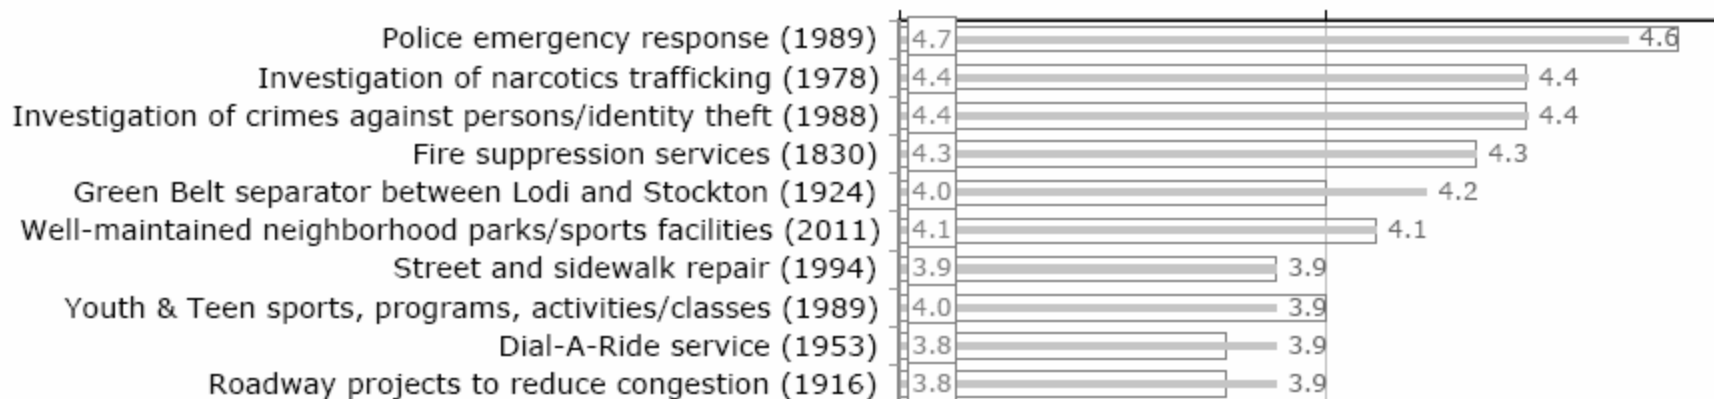 Police emergency response (1989) 4.7 4.6
Investigation of narcotics trafficking (1978) 4.4 4.4
Investigation of crimes against persons/identity theft (1988) 4.4 4.4
Fire suppression services (1830) 4.3 4.3
Green Belt separator between Lodi and Stockton (1924) 4.0 4.2
Well-maintained neighborhood parks/sports facilities (2011) 4.1 4.1
Street and sidewalk repair (1994) 3.9 3.9
Youth & Teen sports, programs, activities/classes (1989) 4.0 3.9
Dial-A-Ride service (1953) 3.8 3.9
Roadway projects to reduce congestion (1916) 3.8 3.9